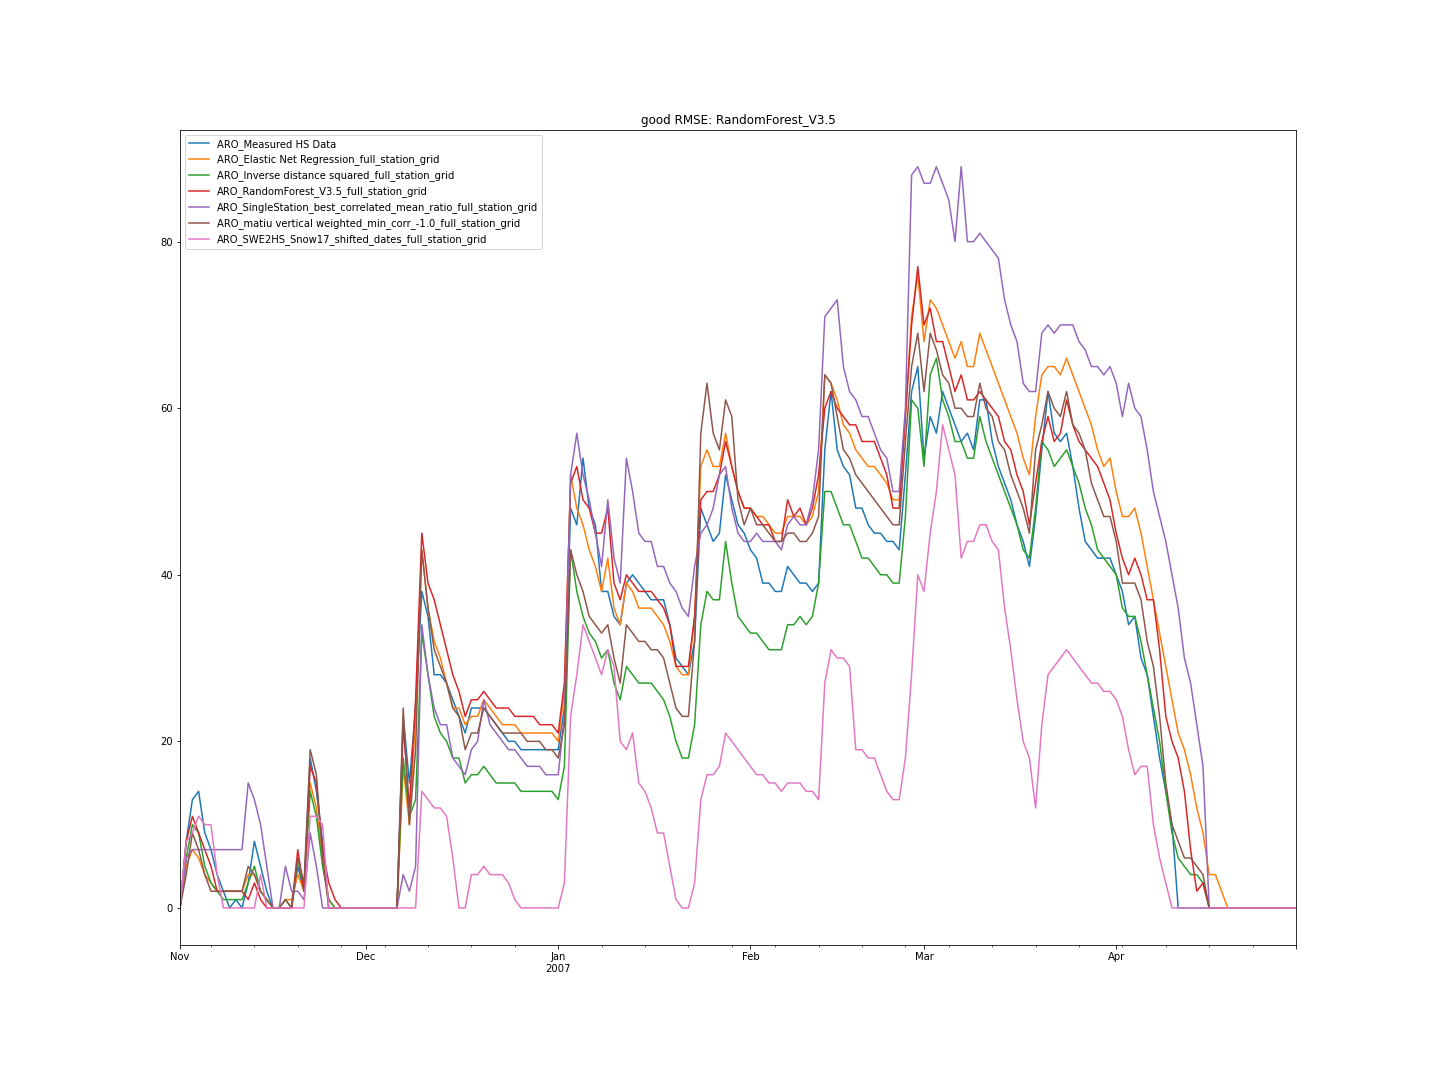 good RMSE: RandomForest_V3.5
ARO_Measured HS Data
ARO_Elastic Net Regression_full_station_grid
ARO_Inverse distance squared_full_station_grid
ARO_RandomForest_V3.5_full_station_grid
ARO_SingleStation_best_correlated_mean_ratio_full_station_grid
ARO_matiu vertical weighted_min_corr_-1.0_full_station_grid
ARO_SWE2HS_Snow17_shifted_dates_full_station_grid
80
60
40
20
0
Nov Dec Jan Feb Mar Apr
2007